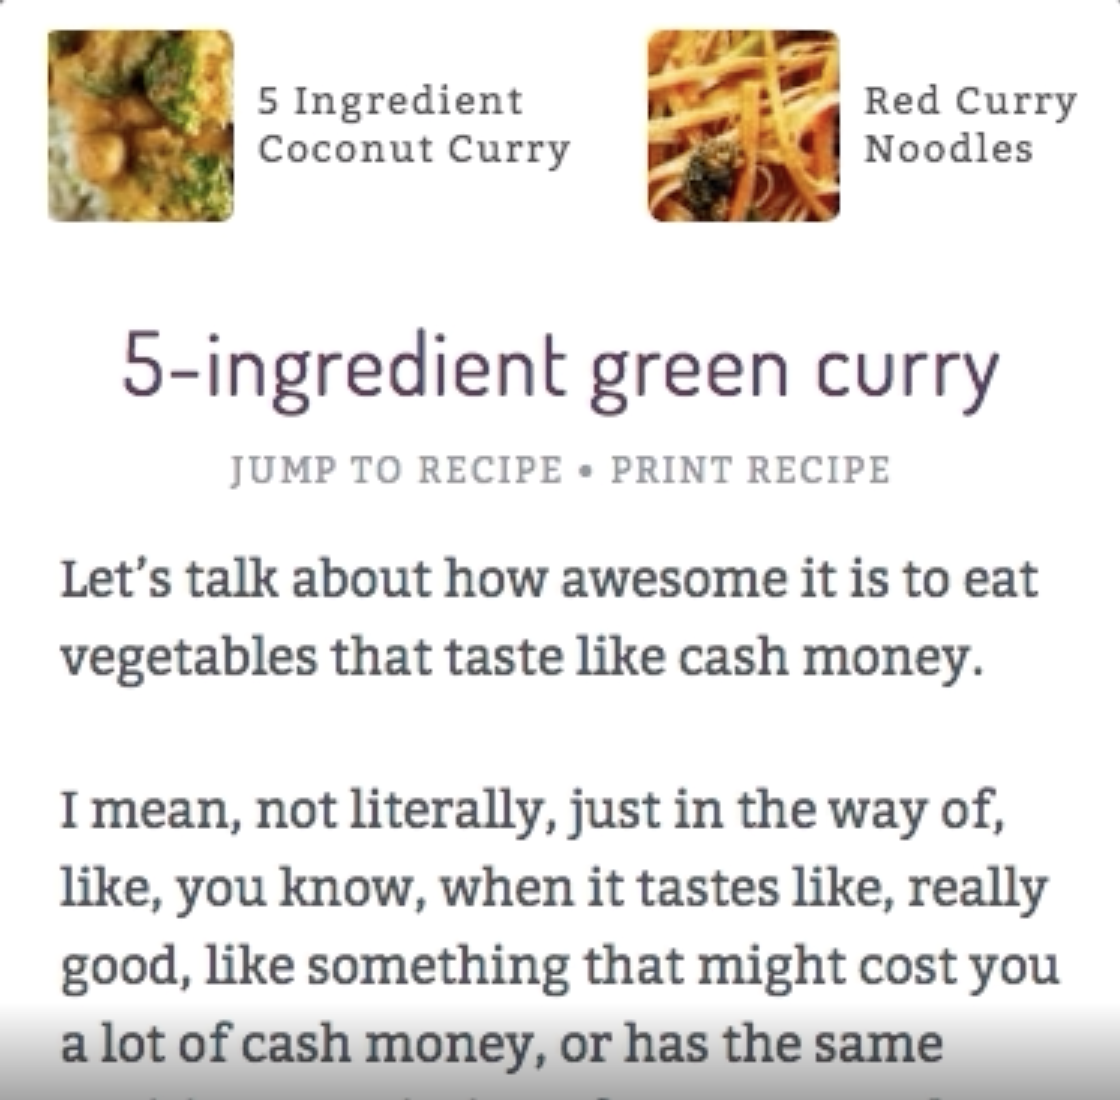 5 Ingredient
Coconut Curry
Red Curry
Noodles
5-ingredient green curry
JUMP TO RECIPE • PRINT RECIPE
Let’s talk about how awesome it is to eat
vegetables that taste like cash money.
I mean, not literally, just in the way of,
like, you know, when it tastes like, really
good, like something that might cost you
a lot of cash money, or has the same